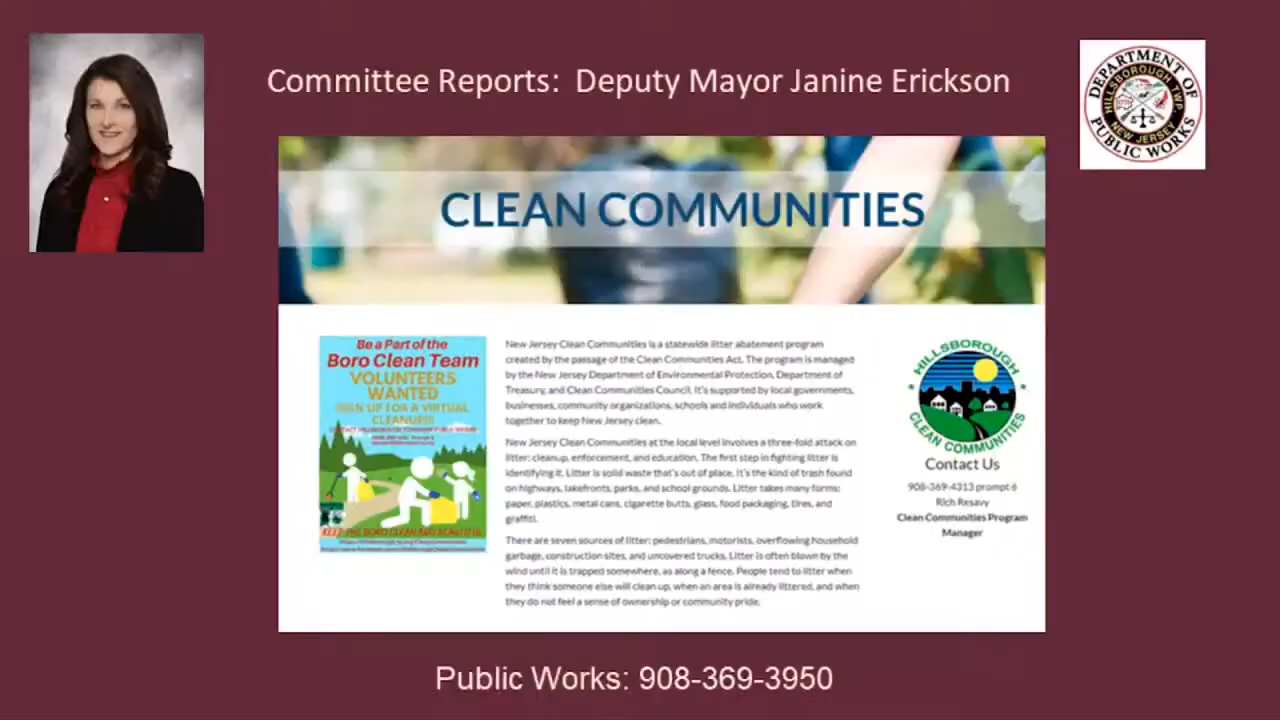 Committee Reports: Deputy Mayor Janine Erickson
DEPARTMENT OF
PUBLIC WORKS
HILLSBOROUGH TWP
NEW JERSEY
CLEAN COMMUNITIES
Be a Part of the
Boro Clean Team
VOLUNTEERS
WANTED
SIGN UP FOR A VIRTUAL
CLEANUP!!!
KEEP THE BORO CLEAN AND BEAUTIFUL
New Jersey Clean Communities is a statewide litter abatement program
created by the passage of the Clean Communities Act. The program is managed
by the New Jersey Department of Environmental Protection, Department of
Treasury, and Clean Communities Council. It's supported by local governments,
businesses, community organizations, schools and individuals who work
together to keep New Jersey clean.
New Jersey Clean Communities at the local level involves a three-fold attack on
litter: cleanup, enforcement, and education. The first step in fighting litter is
identifying it. Litter is solid waste that's out of place. It's the kind of trash found
on highways, lakefronts, parks, and school grounds. Litter takes many forms:
paper, plastics, metal cans, cigarette butts, glass, food packaging, tires, and
graffiti.
There are seven sources of litter: pedestrians, motorists, overflowing household
garbage, construction sites, and uncovered trucks. Litter is often blown by the
wind until it is trapped somewhere, as along a fence. People tend to litter when
they think someone else will clean up, when an area is already littered, and when
they do not feel a sense of ownership or community pride.
HILLSBOROUGH
CLEAN COMMUNITIES
Contact Us
908-369-4313 prompt 6
Rich Resavy
Clean Communities Program
Manager
Public Works: 908-369-3950